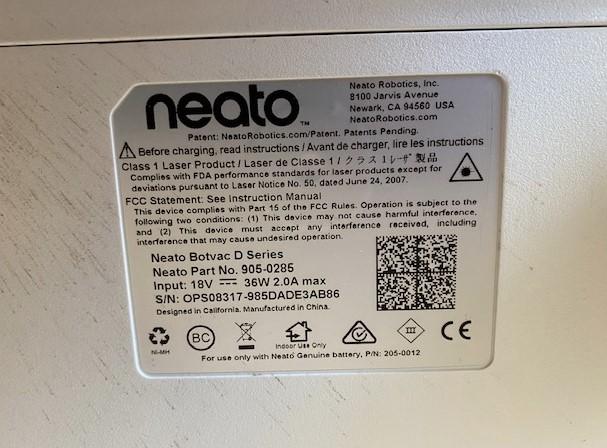 neato™
Neato Robotics, Inc.
8100 Jarvis Avenue
Newark, CA 94560 USA
NeatoRobotics.com
Patent: NeatoRobotics.com/Patent. Patents Pending.
Before charging, read instructions / Avant de charger, lire les instructions
Class 1 Laser Product / Laser de Classe 1 / クラス 1 レーザ 製品
Complies with FDA performance standards for laser products except for
deviations pursuant to Laser Notice No. 50, dated June 24, 2007.
FCC Statement: See Instruction Manual
This device complies with Part 15 of the FCC Rules. Operation is subject to the
following two conditions: (1) This device may not cause harmful interference,
and (2) This device must accept any interference received, including
interference that may cause undesired operation.
Neato Botvac D Series
Neato Part No. 905-0285
Input: 18V ⎓ 36W 2.0A max
S/N: OPS08317-985DADE3AB86
Designed in California. Manufactured in China.
BC
III
CE
Ni-MH
Indoor Use Only
For use only with Neato Genuine battery, P/N: 205-0012